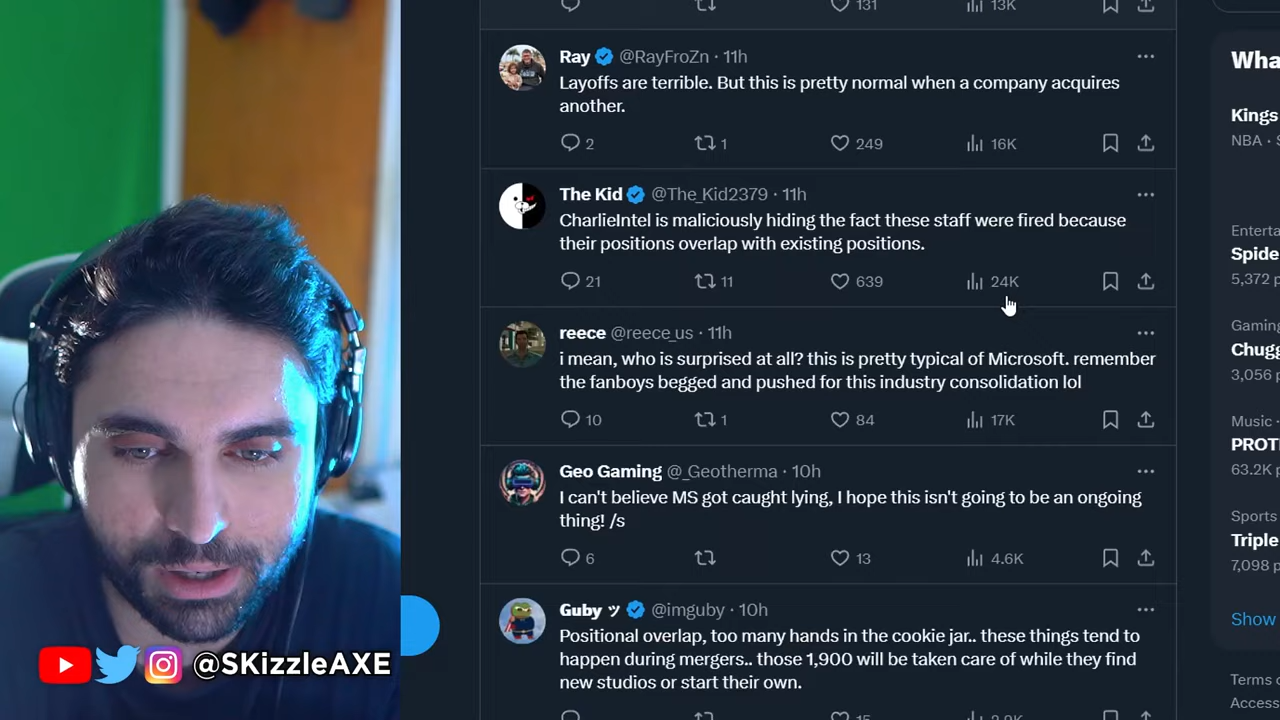 131
13K
Ray @RayFroZn · 11h
Layoffs are terrible. But this is pretty normal when a company acquires
another.
2
1
249
16K
The Kid @The_Kid2379 · 11h
CharlieIntel is maliciously hiding the fact these staff were fired because
their positions overlap with existing positions.
21
11
639
24K
reece @reece_us · 11h
i mean, who is surprised at all? this is pretty typical of Microsoft. remember
the fanboys begged and pushed for this industry consolidation lol
10
1
84
17K
Geo Gaming @_Geotherma · 10h
I can't believe MS got caught lying, I hope this isn't going to be an ongoing
thing! /s
6
13
4.6K
Guby ッ @imguby · 10h
Positional overlap, too many hands in the cookie jar.. these things tend to
happen during mergers.. those 1,900 will be taken care of while they find
new studios or start their own.
15
2.9K
Wha
Kings
NBA · S
Enterta
Spide
5,372 p
Gaming
Chugg
3,056 p
Music ·
PROT
63.2K p
Sports
Triple
7,098 p
Show
Terms o
Access
@SKizzleAXE